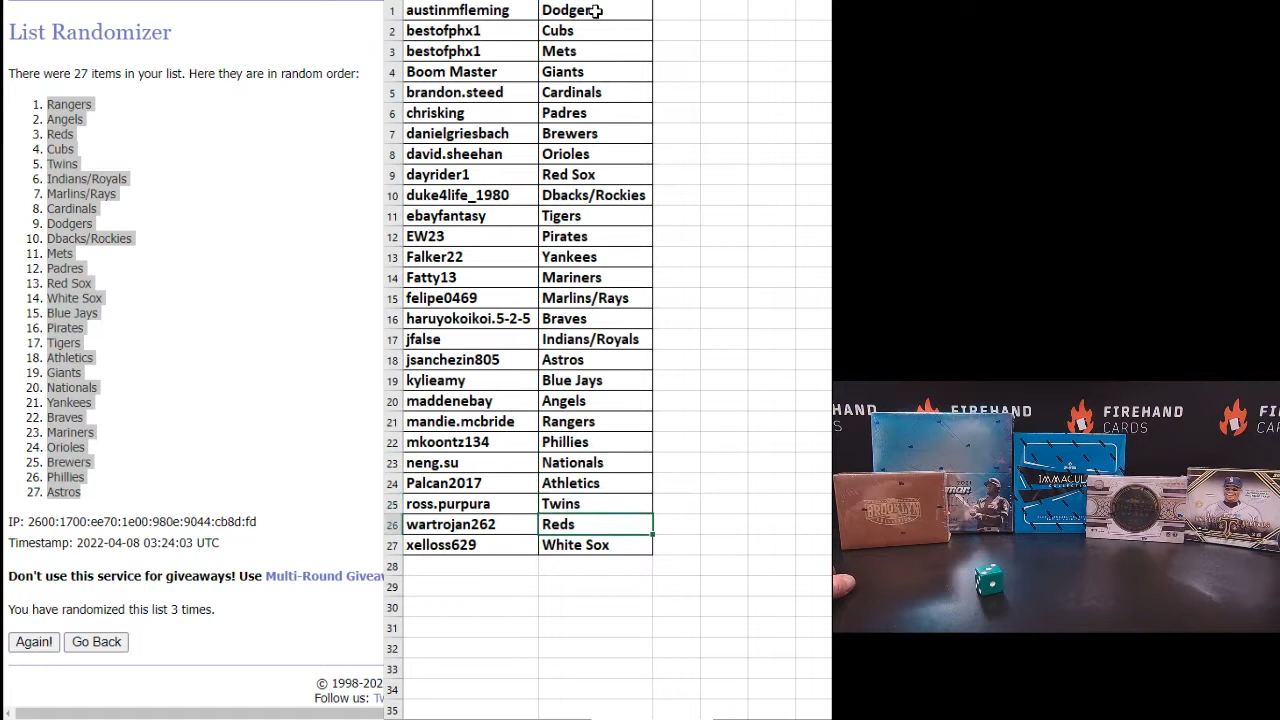 List Randomizer
There were 27 items in your list. Here they are in random order:
1. Rangers
2. Angels
3. Reds
4. Cubs
5. Twins
6. Indians/Royals
7. Marlins/Rays
8. Cardinals
9. Dodgers
10. Dbacks/Rockies
11. Mets
12. Padres
13. Red Sox
14. White Sox
15. Blue Jays
16. Pirates
17. Tigers
18. Athletics
19. Giants
20. Nationals
21. Yankees
22. Braves
23. Mariners
24. Orioles
25. Brewers
26. Phillies
27. Astros
IP: 2600:1700:ee70:1e00:980e:9044:cb8d:fd
Timestamp: 2022-04-08 03:24:03 UTC
Don't use this service for giveaways! Use Multi-Round Giveaw
You have randomized this list 3 times.
Again! Go Back
© 1998-202
Follow us: Tw
1 austinmfleming Dodgers
2 bestofphx1 Cubs
3 bestofphx1 Mets
4 Boom Master Giants
5 brandon.steed Cardinals
6 chrisking Padres
7 danielgriesbach Brewers
8 david.sheehan Orioles
9 dayrider1 Red Sox
10 duke4life_1980 Dbacks/Rockies
11 ebayfantasy Tigers
12 EW23 Pirates
13 Falker22 Yankees
14 Fatty13 Mariners
15 felipe0469 Marlins/Rays
16 haruyokoikoi.5-2-5 Braves
17 jfalse Indians/Royals
18 jsanchezin805 Astros
19 kylieamy Blue Jays
20 maddenebay Angels
21 mandie.mcbride Rangers
22 mkoontz134 Phillies
23 neng.su Nationals
24 Palcan2017 Athletics
25 ross.purpura Twins
26 wartrojan262 Reds
27 xelloss629 White Sox
28
29
30
31
32
33
34
35
HAND
CARDS
FIREHAND
CARDS
FIREHAND
CARDS
FI
CA
BROOKLYN
2021
IMMACULA